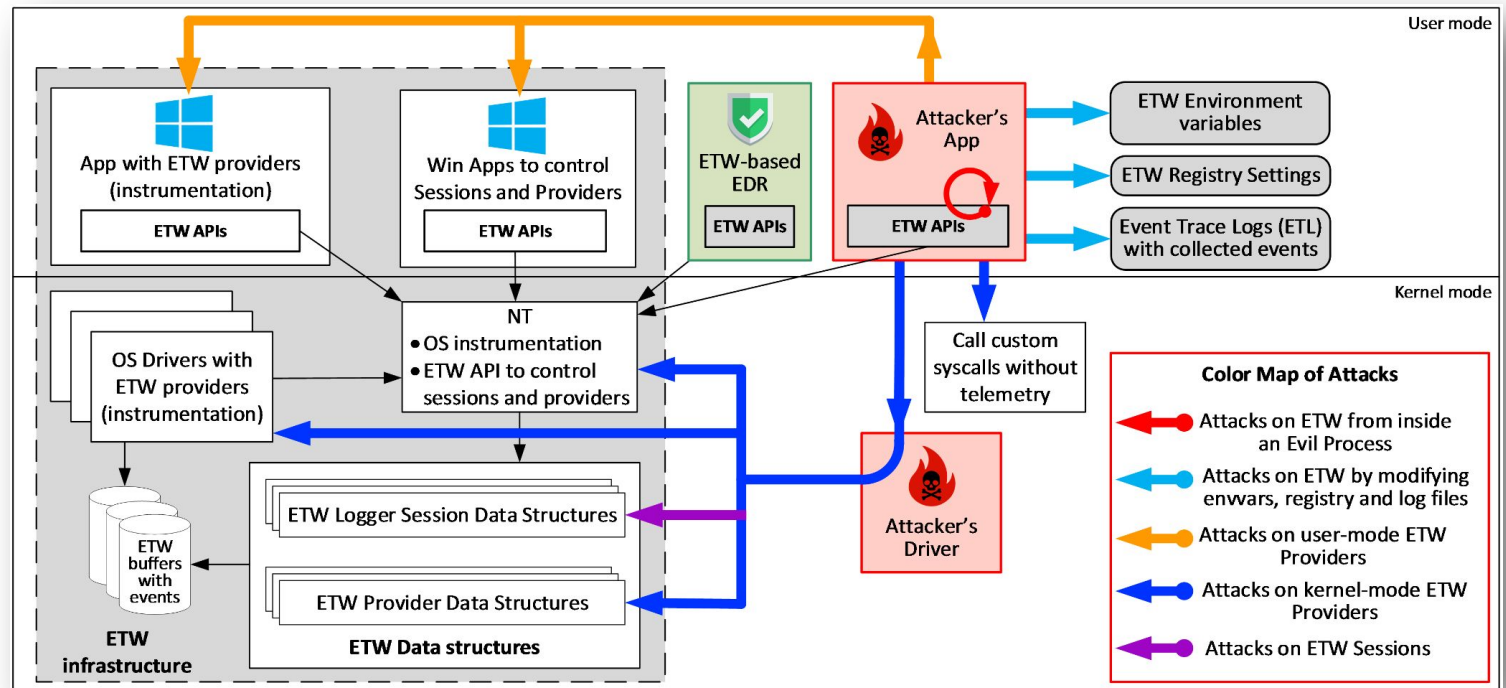 User mode
App with ETW providers
(instrumentation)
ETW APIs
Win Apps to control
Sessions and Providers
ETW APIs
ETW-based
EDR
ETW APIs
Attacker's
App
ETW APIs
ETW Environment
variables
ETW Registry Settings
Event Trace Logs (ETL)
with collected events
Kernel mode
OS Drivers with
ETW providers
(instrumentation)
NT
• OS instrumentation
• ETW API to control
sessions and providers
Call custom
syscalls without
telemetry
Attacker's
Driver
ETW
buffers
with
events
ETW
infrastructure
ETW Logger Session Data Structures
ETW Provider Data Structures
ETW Data structures
Color Map of Attacks
Attacks on ETW from inside
an Evil Process
Attacks on ETW by modifying
envvars, registry and log files
Attacks on user-mode ETW
Providers
Attacks on kernel-mode ETW
Providers
Attacks on ETW Sessions